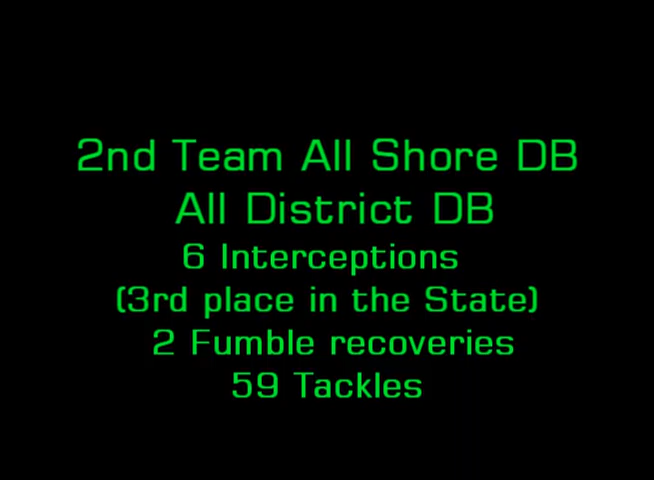 2nd Team All Shore DB
All District DB
6 Interceptions
(3rd place in the State)
2 Fumble recoveries
59 Tackles